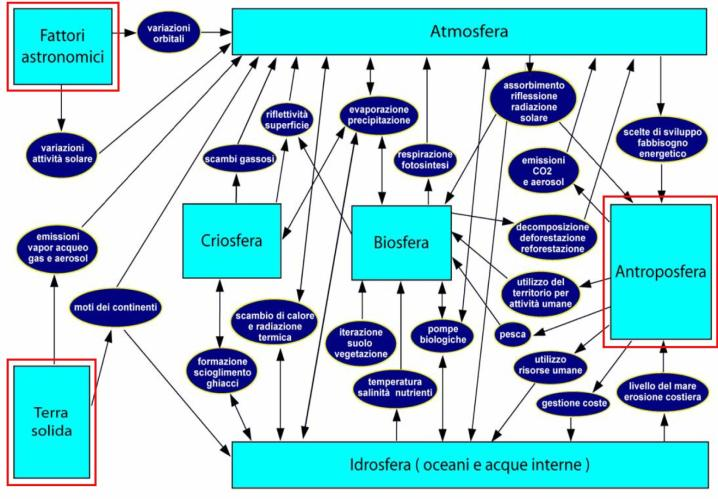 Fattori
astronomici
variazioni
orbitali
Atmosfera
variazioni
attività solare
riflettività
superficie
evaporazione
precipitazione
assorbimento
riflessione
radiazione
solare
scelte di sviluppo
fabbisogno
energetico
scambi gassosi
respirazione
fotosintesi
emissioni
CO2
e aerosol
emissioni
vapor acqueo
gas e aerosol
Criosfera
Biosfera
decomposizione
deforestazione
reforestazione
Antroposfera
moti dei continenti
scambio di calore
e radiazione
termica
iterazione
suolo
vegetazione
pompe
biologiche
utilizzo del
territorio per
attività umane
pesca
formazione
scioglimento
ghiacci
temperatura
salinità nutrienti
utilizzo
risorse umane
gestione coste
livello del mare
erosione costiera
Terra
solida
Idrosfera ( oceani e acque interne )